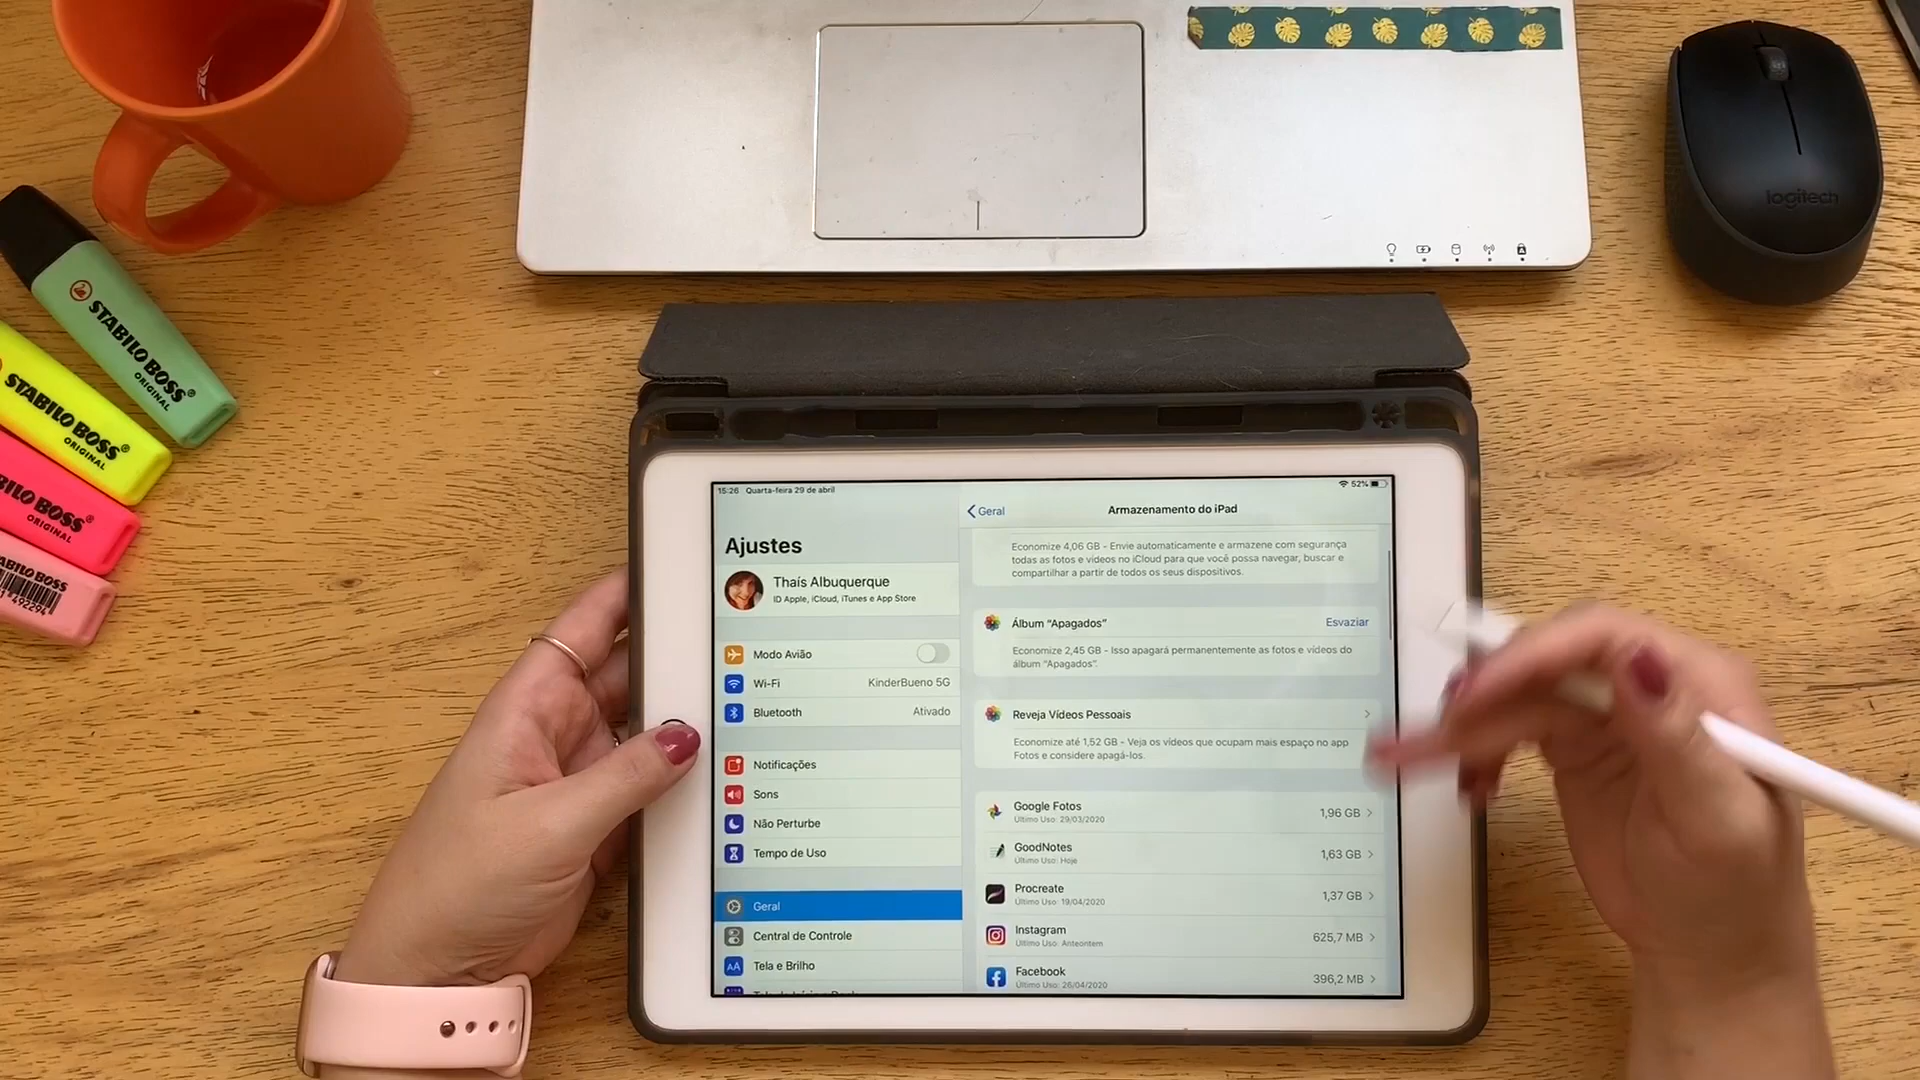 logitech
STABILO BOSS
ORIGINAL
STABILO BOSS
ORIGINAL
BILO BOSS
ORIGINAL
ABILO BOSS
492294
15:26 Quarta-feira 29 de abril
52%
Ajustes
Thaís Albuquerque
ID Apple, iCloud, iTunes e App Store
Modo Avião
Wi-Fi KinderBueno 5G
Bluetooth Ativado
Notificações
Sons
Não Perturbe
Tempo de Uso
Geral
Central de Controle
AA Tela e Brilho
Geral
Armazenamento do iPad
Economize 4,06 GB - Envie automaticamente e armazene com segurança
todas as fotos e vídeos no iCloud para que você possa navegar, buscar e
compartilhar a partir de todos os seus dispositivos.
Álbum “Apagados” Esvaziar
Economize 2,45 GB - Isso apagará permanentemente as fotos e vídeos do
álbum “Apagados”.
Reveja Vídeos Pessoais
Economize até 1,52 GB - Veja os vídeos que ocupam mais espaço no app
Fotos e considere apagá-los.
Google Fotos 1,96 GB
Último Uso: 29/03/2020
GoodNotes 1,63 GB
Último Uso: Hoje
Procreate 1,37 GB
Último Uso: 19/04/2020
Instagram 625,7 MB
Último Uso: Anteontem
Facebook 396,2 MB
Último Uso: 26/04/2020